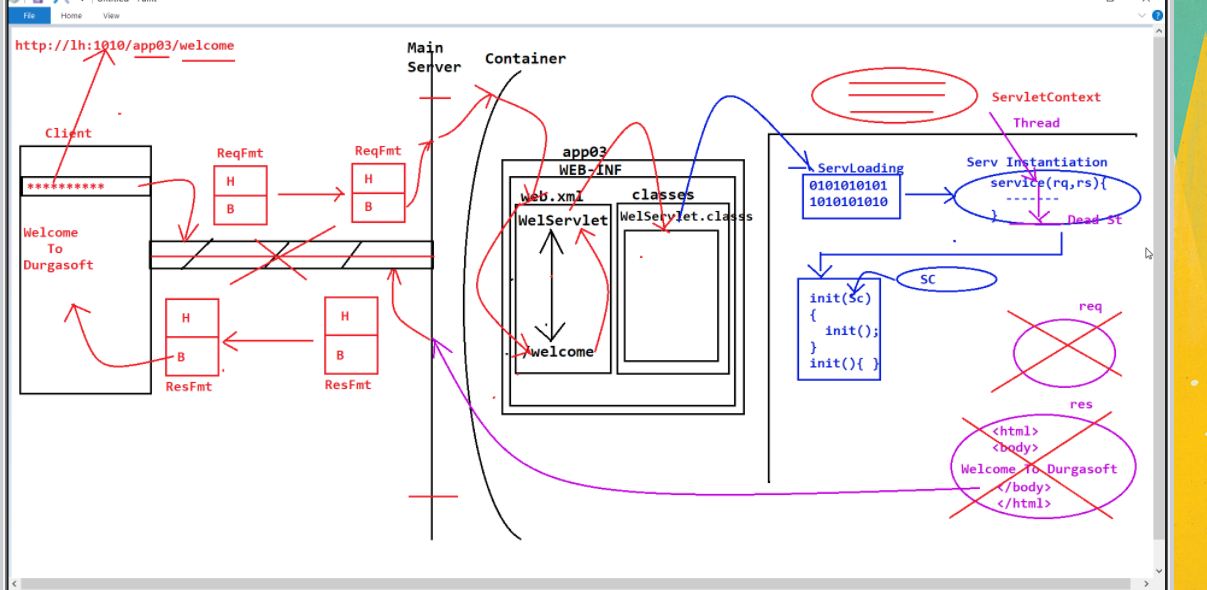 File Home View
http://lh:1010/app03/welcome
Main
Server
Container
Client
**********
Welcome
To
Durgasoft
ReqFmt
H
B
ReqFmt
H
B
H
B
ResFmt
H
B
ResFmt
app03
WEB-INF
web.xml
WelServlet
/welcome
classes
WelServlet.classs
ServletContext
Thread
ServLoading
0101010101
1010101010
Serv Instantiation
service(rq,rs){
--------
}
Dead St
init(Sc)
{
init();
}
init(){ }
SC
req
res
<html>
<body>
Welcome To Durgasoft
</body>
</html>